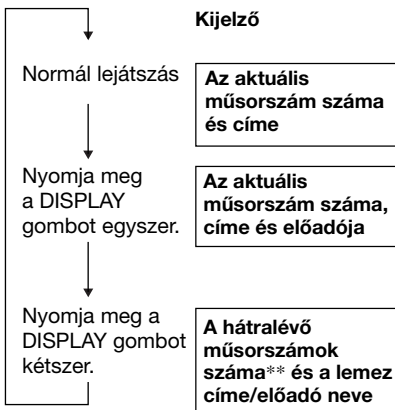 Kijelző
Normál lejátszás
Az aktuális
műsorszám száma
és címe
Nyomja meg
a DISPLAY
gombot egyszer.
Az aktuális
műsorszám száma,
címe és előadója
Nyomja meg a
DISPLAY gombot
kétszer.
A hátralévő
műsorszámok
száma** és a lemez
címe/előadó neve